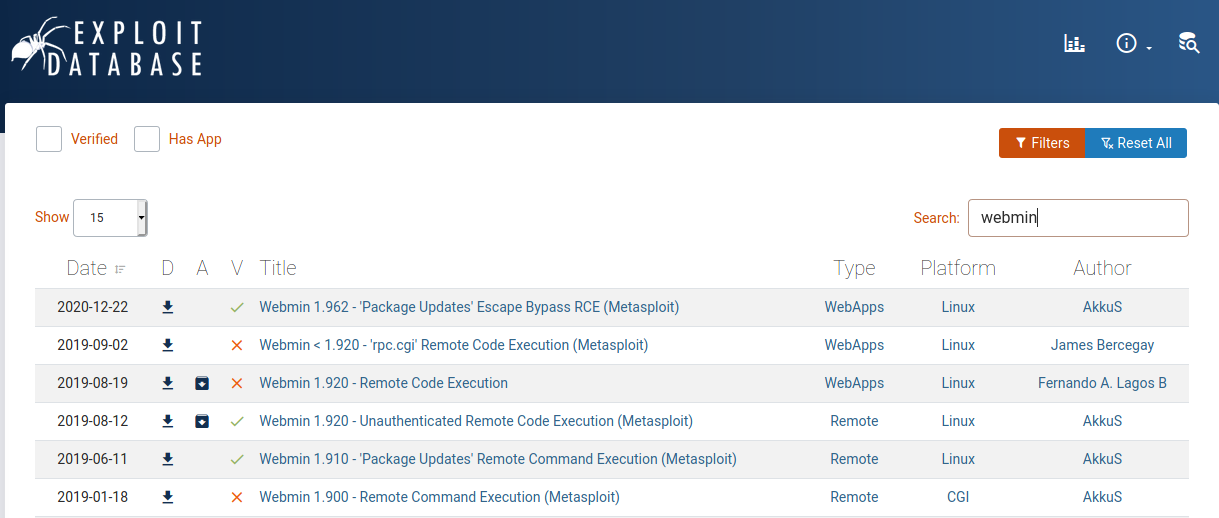 EXPLOIT
DATABASE
Verified Has App Filters Reset All
Show 15 Search: webmin
Date D A V Title Type Platform Author
2020-12-22 Webmin 1.962 - 'Package Updates' Escape Bypass RCE (Metasploit) WebApps Linux AkkuS
2019-09-02 Webmin < 1.920 - 'rpc.cgi' Remote Code Execution (Metasploit) WebApps Linux James Bercegay
2019-08-19 Webmin 1.920 - Remote Code Execution WebApps Linux Fernando A. Lagos B
2019-08-12 Webmin 1.920 - Unauthenticated Remote Code Execution (Metasploit) Remote Linux AkkuS
2019-06-11 Webmin 1.910 - 'Package Updates' Remote Command Execution (Metasploit) Remote Linux AkkuS
2019-01-18 Webmin 1.900 - Remote Command Execution (Metasploit) Remote CGI AkkuS